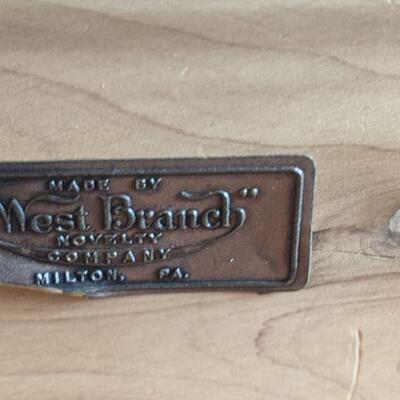 MADE BY
West Branch"
NOVELTY
COMPANY
MILTON, PA.